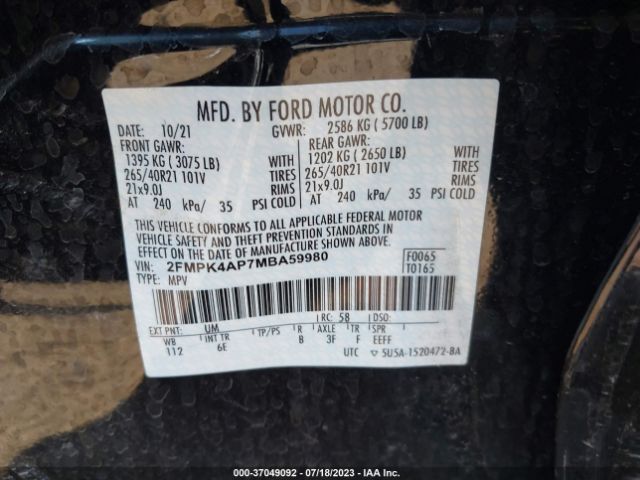 MFD. BY FORD MOTOR CO.
DATE: 10/21 GVWR: 2586 KG ( 5700 LB)
FRONT GAWR: REAR GAWR:
1395 KG ( 3075 LB) WITH 1202 KG ( 2650 LB) WITH
265/40R21 101V TIRES 265/40R21 101V TIRES
21x9.0J RIMS 21x9.0J RIMS
AT 240 kPa/ 35 PSI COLD AT 240 kPa/ 35 PSI COLD
THIS VEHICLE CONFORMS TO ALL APPLICABLE FEDERAL MOTOR
VEHICLE SAFETY AND THEFT PREVENTION STANDARDS IN
EFFECT ON THE DATE OF MANUFACTURE SHOWN ABOVE.
VIN: 2FMPK4AP7MBA59980 F0065
TYPE: MPV T0165
EXT PNT: UM RC: 58 DSO:
WB INT TR TP/PS R AXLE TR SPR
112 6E B 3F F EEFF
UTC 5U5A-1520472-BA
# 000-37049092 - 07/18/2023 - IAA Inc.